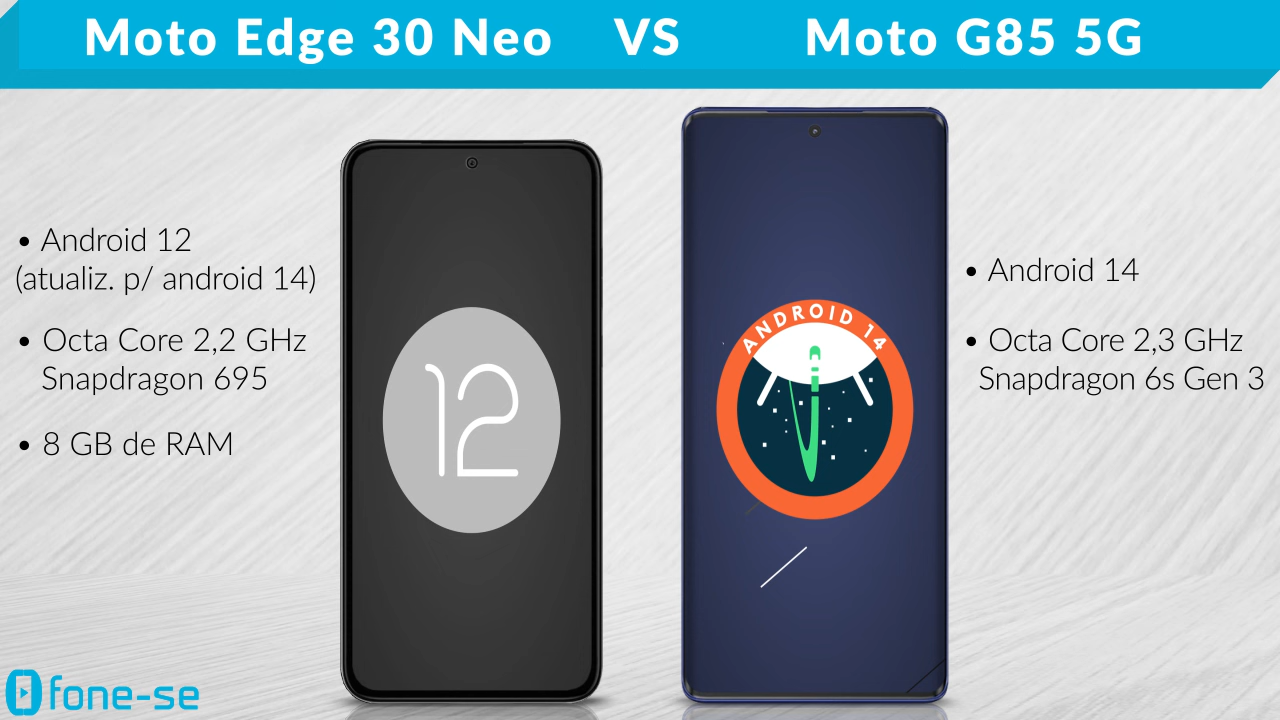 Moto Edge 30 Neo VS Moto G85 5G
• Android 12
(atualiz. p/ android 14)
• Octa Core 2,2 GHz
Snapdragon 695
• 8 GB de RAM
12
ANDROID 14
• Android 14
• Octa Core 2,3 GHz
Snapdragon 6s Gen 3
fone-se